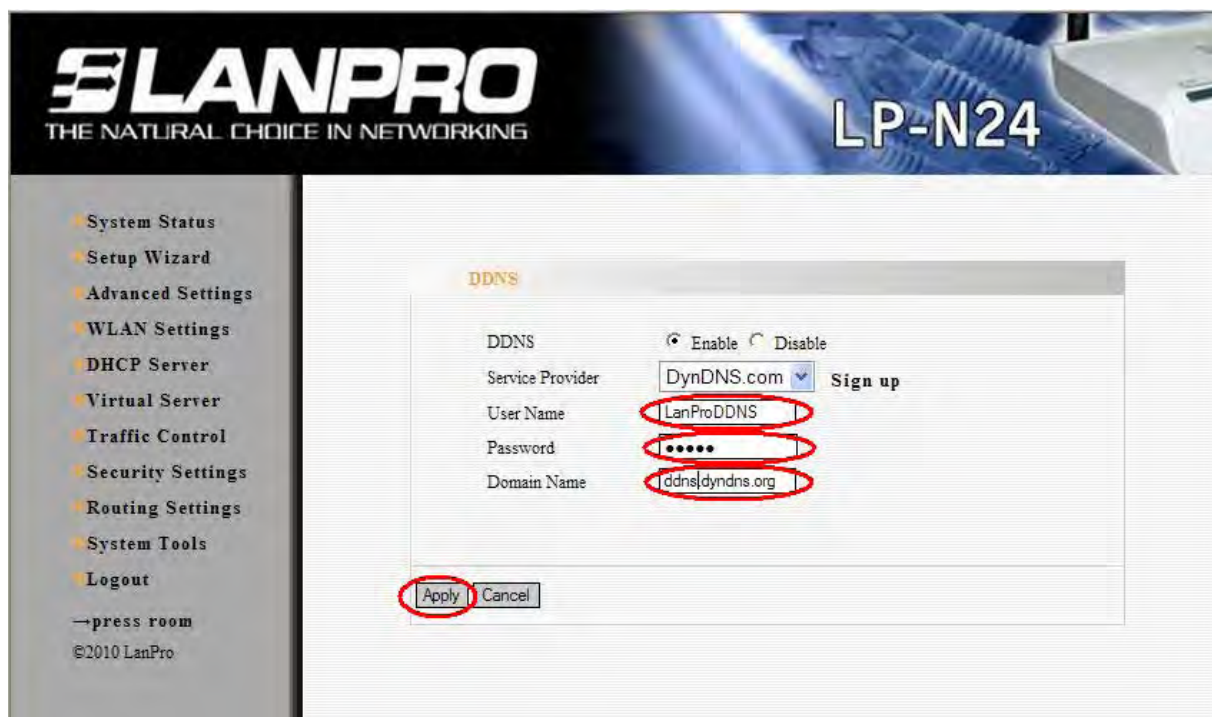 LANPRO
THE NATURAL CHOICE IN NETWORKING
LP-N24
System Status
Setup Wizard
Advanced Settings
WLAN Settings
DHCP Server
Virtual Server
Traffic Control
Security Settings
Routing Settings
System Tools
Logout
→press room
©2010 LanPro
DDNS
DDNS Enable Disable
Service Provider DynDNS.com Sign up
User Name LanProDDNS
Password •••••
Domain Name ddns.dyndns.org
Apply Cancel